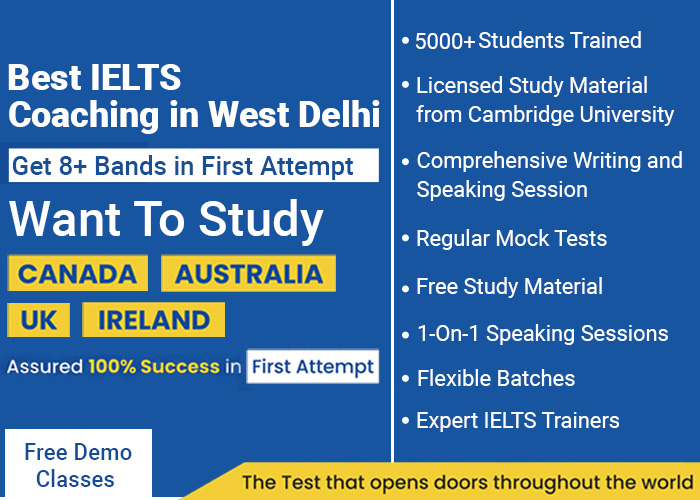 Best IELTS
Coaching in West Delhi
Get 8+ Bands in First Attempt
Want To Study
CANADA AUSTRALIA
UK IRELAND
Assured 100% Success in First Attempt
Free Demo
Classes
• 5000+ Students Trained
• Licensed Study Material
from Cambridge University
• Comprehensive Writing and
Speaking Session
• Regular Mock Tests
• Free Study Material
• 1-On-1 Speaking Sessions
• Flexible Batches
• Expert IELTS Trainers
The Test that opens doors throughout the world